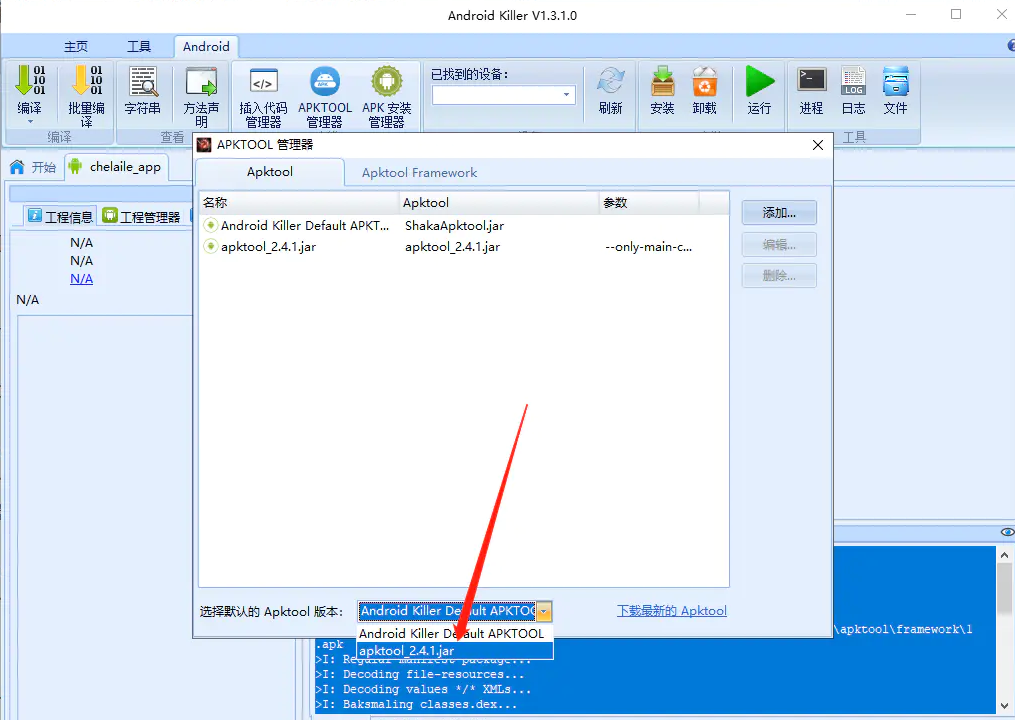 Android Killer V1.3.1.0
主页 工具 Android
已找到的设备：
编译 批量编译 字符串 方法声明 插入代码管理器 APKTOOL 管理器 APK 安装管理器 刷新 安装 卸载 运行 进程 日志 文件
编译 查看 工具
开始 chelaile_app
工程信息 工程管理器
N/A
N/A
N/A
N/A
APKTOOL 管理器
Apktool Apktool Framework
名称 Apktool 参数
Android Killer Default APKT... ShakaApktool.jar
apktool_2.4.1.jar apktool_2.4.1.jar --only-main-c...
添加...
编辑...
删除...
选择默认的 Apktool 版本： Android Killer Default APKTOO 下载最新的 Apktool
Android Killer Default APKTOOL
apktool_2.4.1.jar
\apktool\framework\1
.apk
>I: Regular manifest package...
>I: Decoding file-resources...
>I: Decoding values */* XMLs...
>I: Baksmaling classes.dex...